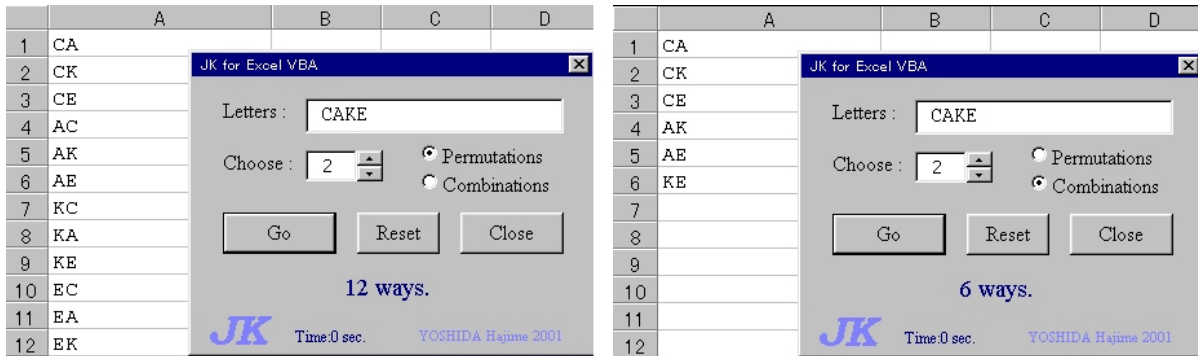 A B C D
1 CA
2 CK
3 CE
4 AC
5 AK
6 AE
7 KC
8 KA
9 KE
10 EC
11 EA
12 EK
JK for Excel VBA
Letters : CAKE
Choose : 2
Permutations
Combinations
Go Reset Close
12 ways.
JK Time:0 sec. YOSHIDA Hajime 2001
A B C D
1 CA
2 CK
3 CE
4 AK
5 AE
6 KE
7
8
9
10
11
12
JK for Excel VBA
Letters : CAKE
Choose : 2
Permutations
Combinations
Go Reset Close
6 ways.
JK Time:0 sec. YOSHIDA Hajime 2001